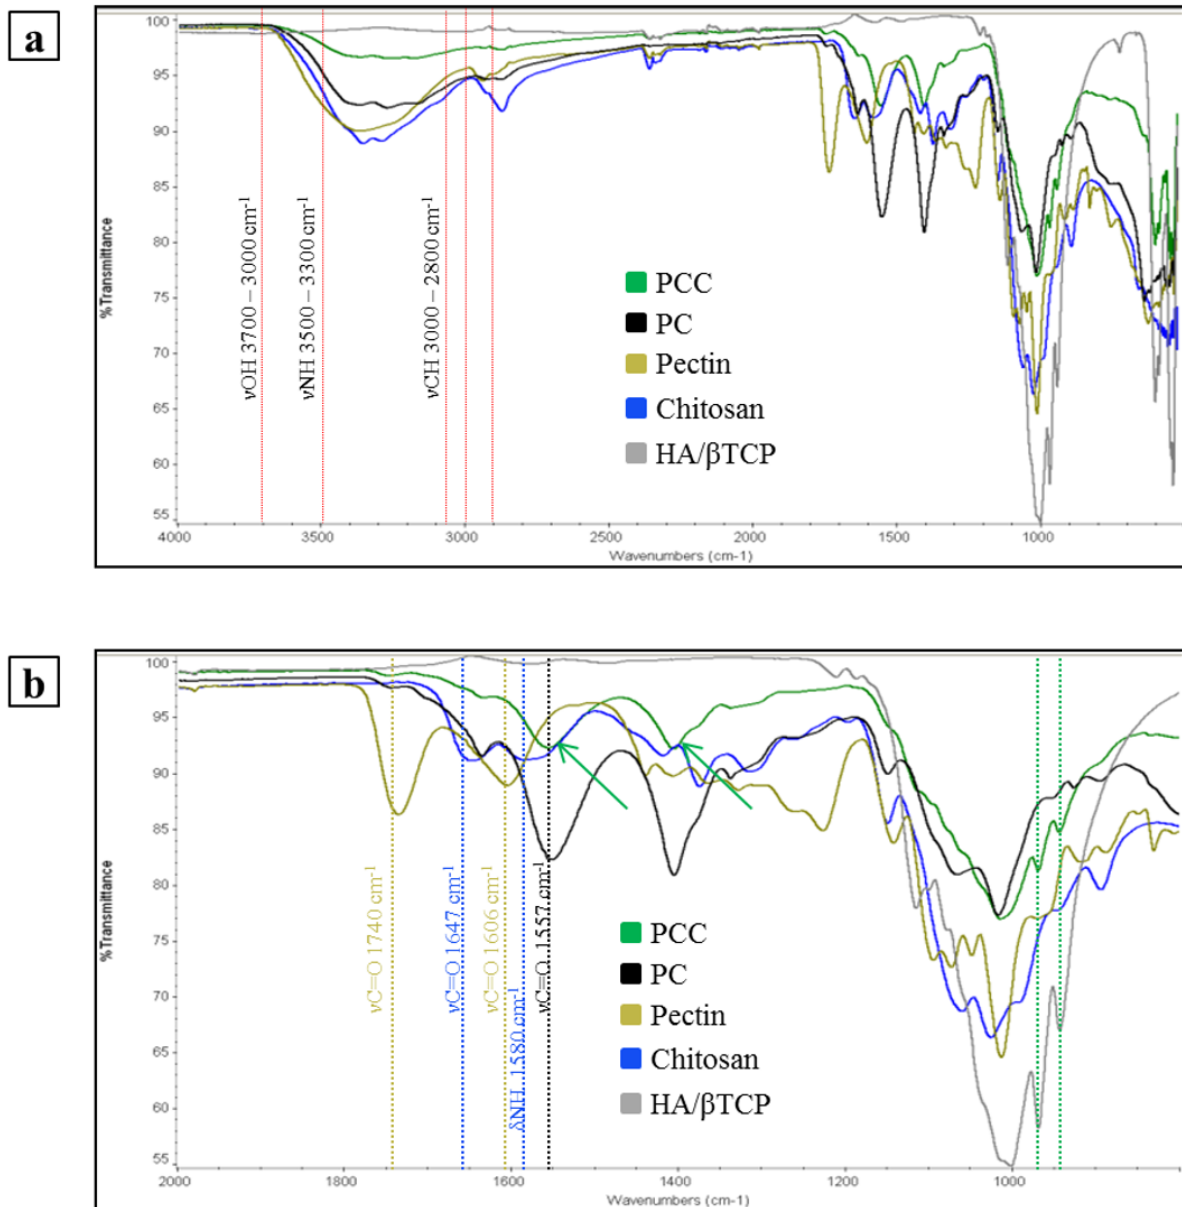 a
100
95
90
85
80
75
70
65
60
55
%Transmittance
νOH 3700 – 3000 cm-1
νNH 3500 – 3300 cm-1
νCH 3000 – 2800 cm-1
PCC
PC
Pectin
Chitosan
HA/βTCP
4000 3500 3000 2500 2000 1500 1000
Wavenumbers (cm-1)
b
100
95
90
85
80
75
70
65
60
55
%Transmittance
νC=O 1740 cm-1
νC=O 1647 cm-1
νC=O 1606 cm-1
δNH 1580 cm-1
νC=O 1557 cm-1
PCC
PC
Pectin
Chitosan
HA/βTCP
2000 1800 1600 1400 1200 1000
Wavenumbers (cm-1)